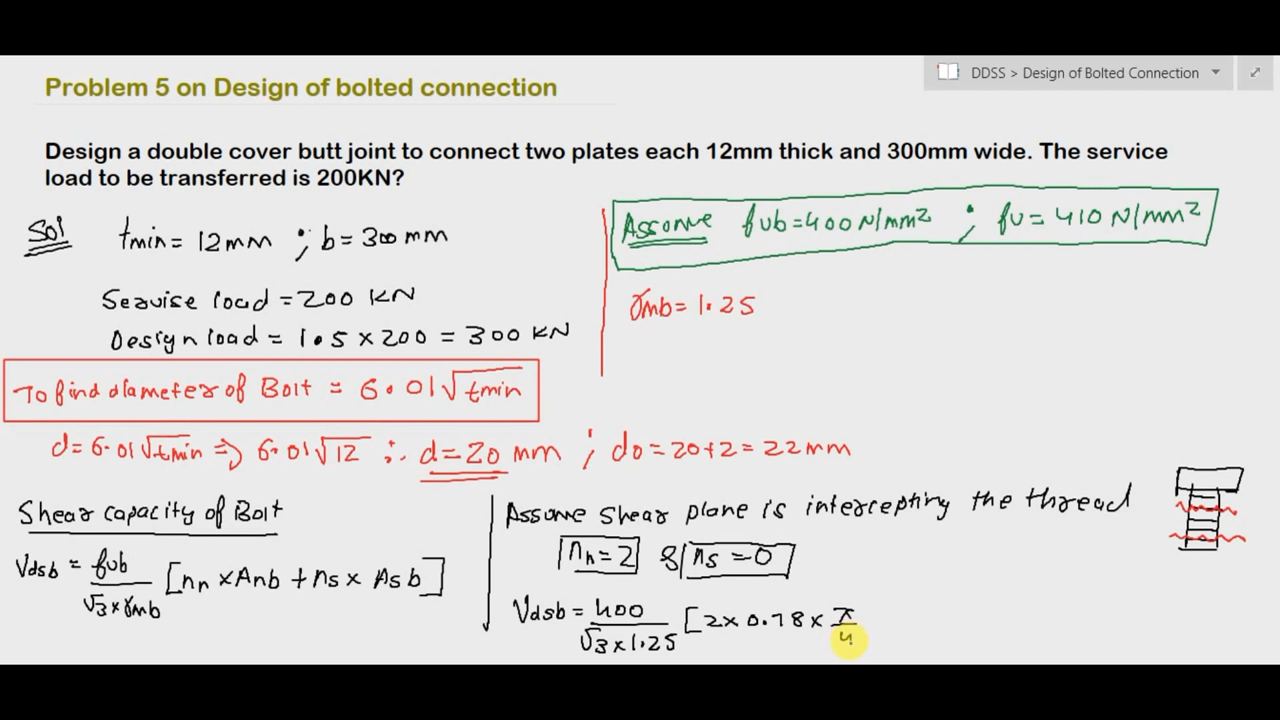 DDSS > Design of Bolted Connection
Problem 5 on Design of bolted connection
Design a double cover butt joint to connect two plates each 12mm thick and 300mm wide. The service
load to be transferred is 200KN?
Sol tmin = 12mm ; b = 300mm
Assume fub = 400 N/mm² ; fu = 410 N/mm²
Servise load = 200 KN
γmb = 1.25
Design load = 1.5 × 200 = 300 KN
To find diameter of Bolt = 6.01√tmin
d = 6.01√tmin => 6.01√12 ∴ d = 20 mm ; do = 20+2 = 22mm
Shear capacity of Bolt
Vdsb = fub / √3 × γmb [nn × Anb + ns × Asb]
Assume shear plane is intercepting the thread
nn = 2 & ns = 0
Vdsb = 400 / √3 × 1.25 [2 × 0.78 × π / 4